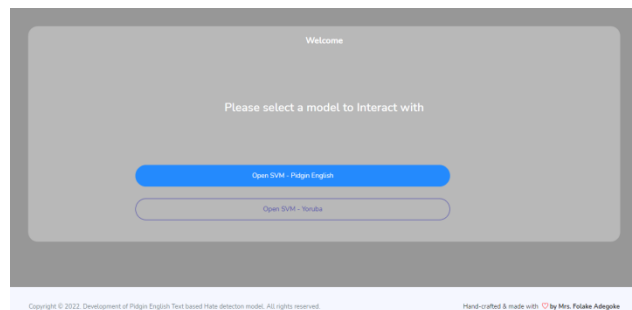 Welcome
Please select a model to Interact with
Open SVM - Pidgin English
Open SVM - Yoruba
Copyright © 2022. Development of Pidgin English Text based Hate detecton model, All rights reserved.
Hand-crafted & made with ♡ by Mrs. Folake Adegoke